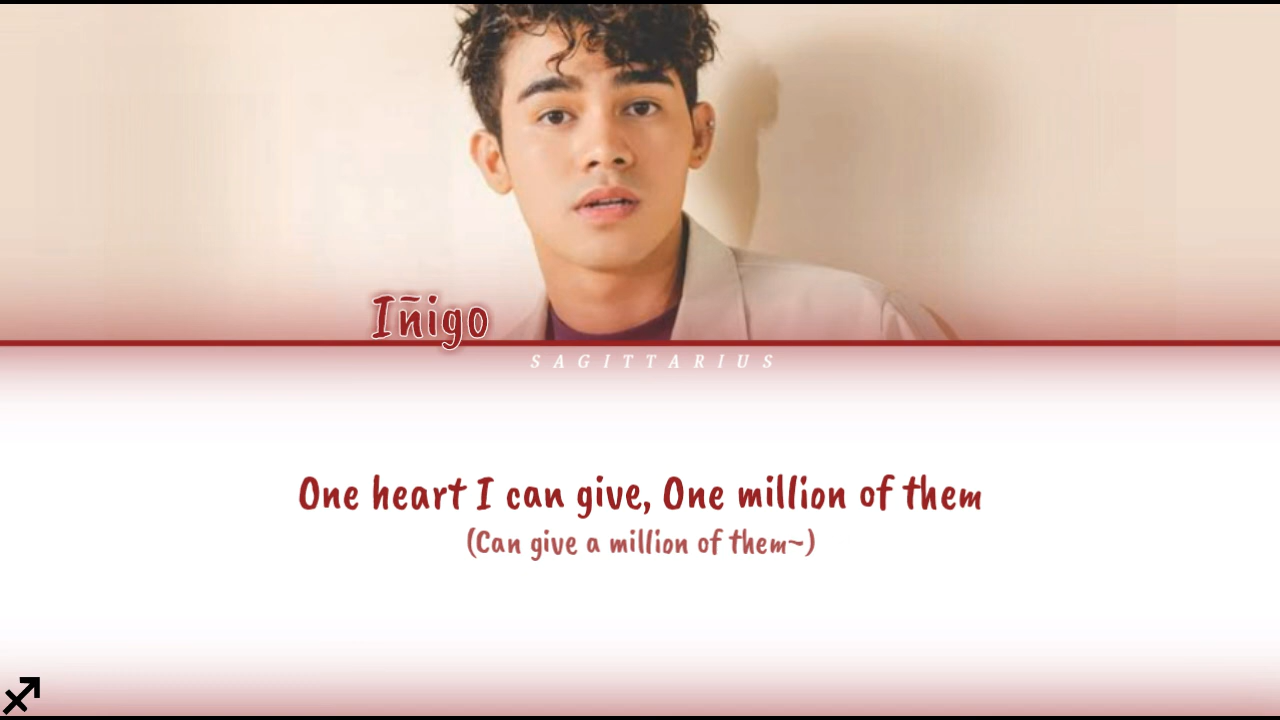 Iñigo
SAGITTARIUS
One heart I can give, One million of them
(Can give a million of them~)